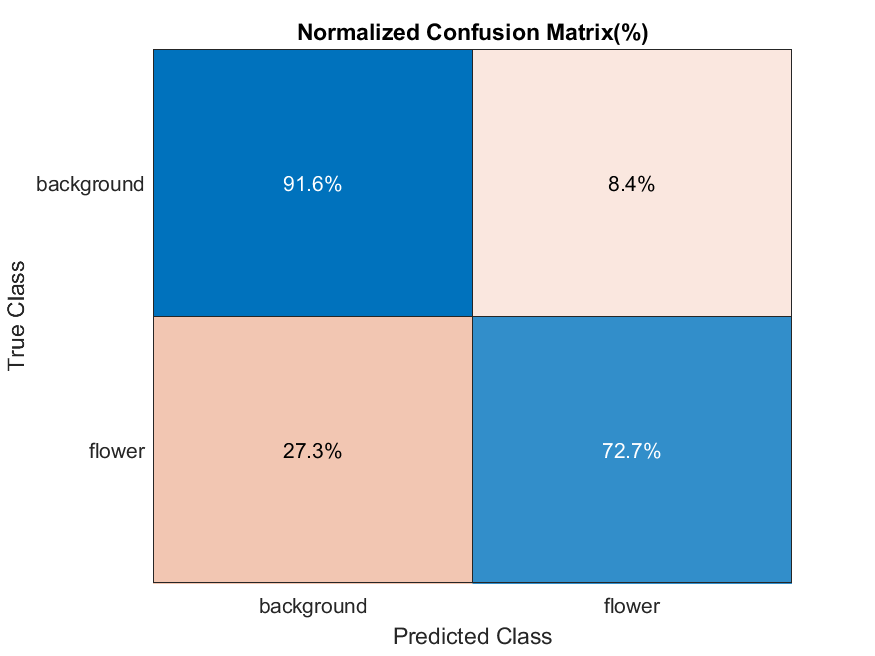 Normalized Confusion Matrix(%)
True Class
background
91.6%
8.4%
flower
27.3%
72.7%
background
flower
Predicted Class